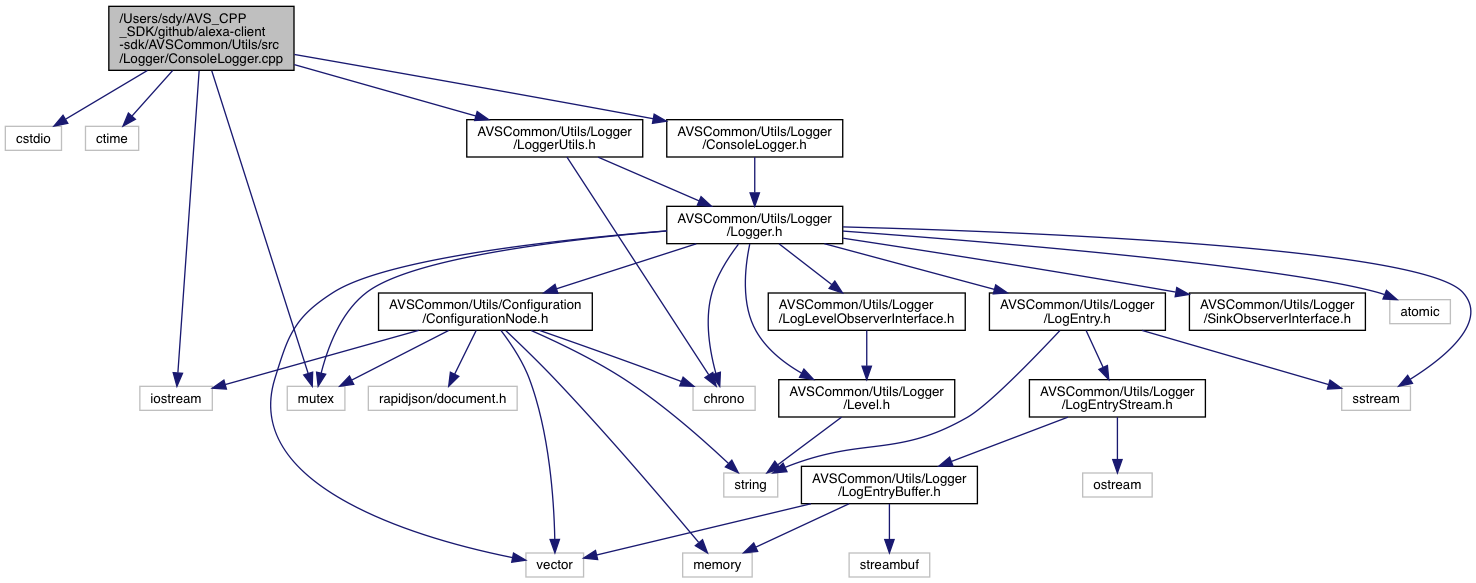 /Users/sdy/AVS_CPP
_SDK/github/alexa-client
-sdk/AVSCommon/Utils/src
/Logger/ConsoleLogger.cpp
cstdio
ctime
AVSCommon/Utils/Logger
/LoggerUtils.h
AVSCommon/Utils/Logger
/ConsoleLogger.h
AVSCommon/Utils/Logger
/Logger.h
AVSCommon/Utils/Configuration
/ConfigurationNode.h
AVSCommon/Utils/Logger
/LogLevelObserverInterface.h
AVSCommon/Utils/Logger
/LogEntry.h
AVSCommon/Utils/Logger
/SinkObserverInterface.h
atomic
iostream
mutex
rapidjson/document.h
chrono
AVSCommon/Utils/Logger
/Level.h
AVSCommon/Utils/Logger
/LogEntryStream.h
sstream
string
AVSCommon/Utils/Logger
/LogEntryBuffer.h
ostream
vector
memory
streambuf